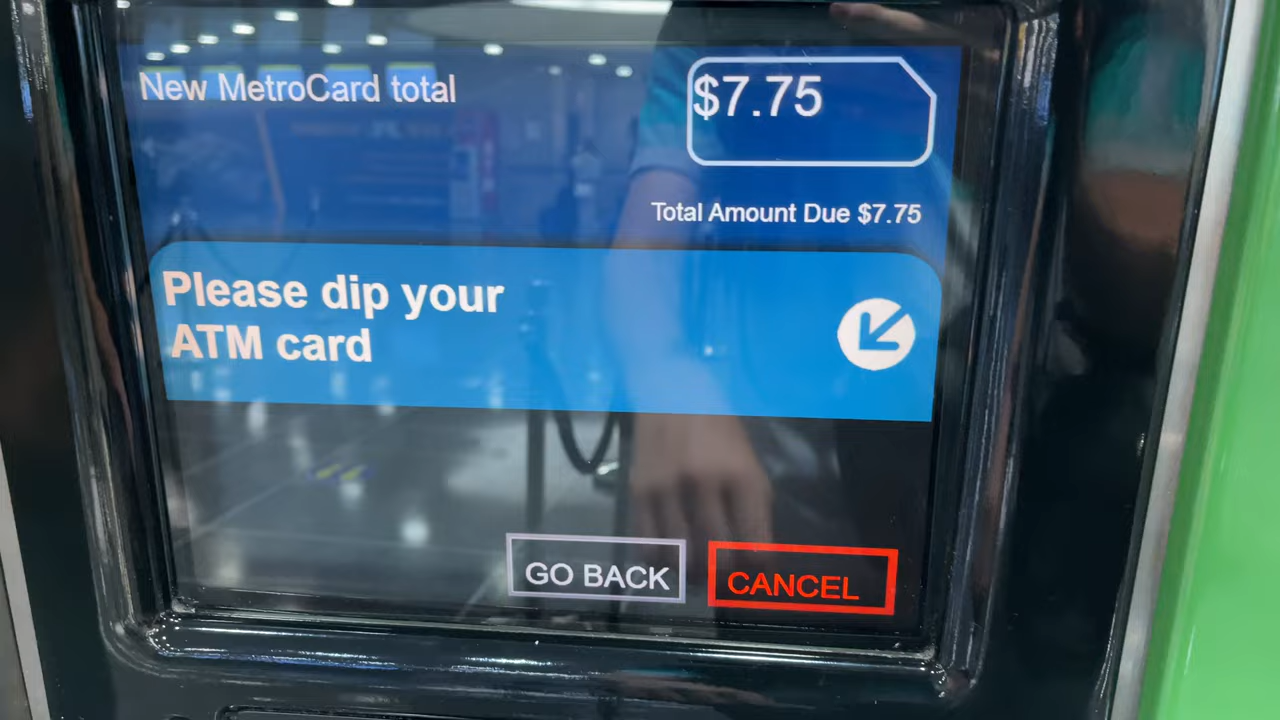 New MetroCard total
$7.75
Total Amount Due $7.75
Please dip your
ATM card
GO BACK
CANCEL